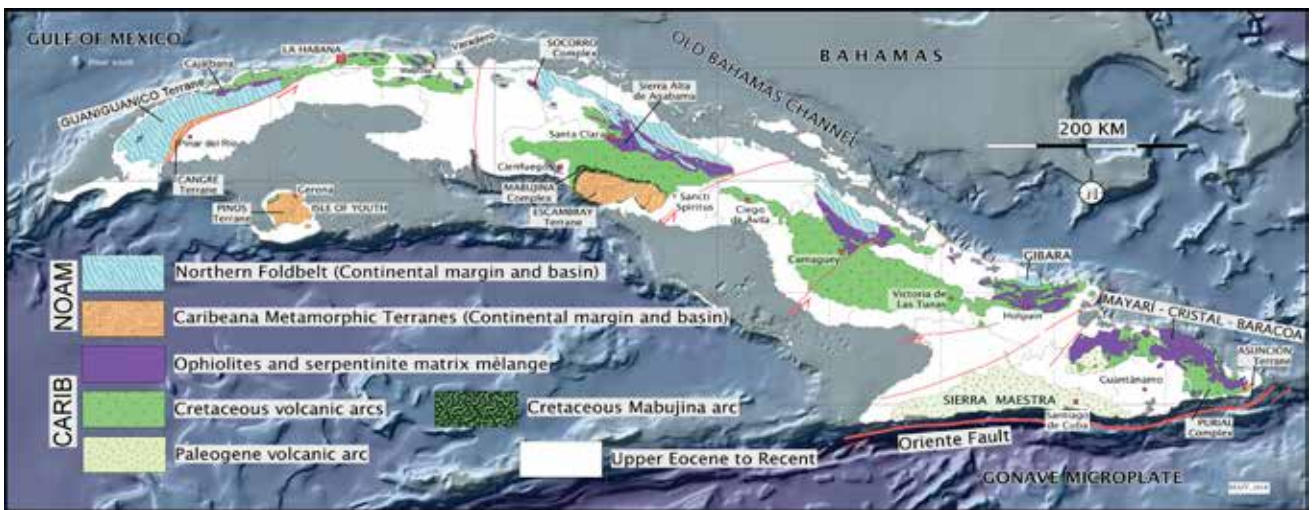 GULF OF MEXICO
LA HABANA
Varadero
SOCORRO
Complex
OLD BAHAMAS CHANNEL
BAHAMAS
Cajalbana
GUANIGUANICO Terrane
Sierra Alta
de Agabama
200 KM
Pinar del Río
Santa Clara
CANGRE
Terrane
Gerona
Cienfuegos
MABUJINA
Complex
Sancti
Spiritus
PINOS
Terrane
ISLE OF YOUTH
ESCAMBRAY
Terrane
Ciego
de Avila
Camaguey
GIBARA
NOAM
Northern Foldbelt (Continental margin and basin)
Victoria de
Las Tunas
Holguin
MAYARÍ - CRISTAL - BARACOA
Caribeana Metamorphic Terranes (Continental margin and basin)
CARIB
Ophiolites and serpentinite matrix mèlange
ASUNCION
Terrane
Guantánamo
Cretaceous volcanic arcs
Cretaceous Mabujina arc
SIERRA MAESTRA
Santiago
de Cuba
PURIAL
Complex
Paleogene volcanic arc
Upper Eocene to Recent
Oriente Fault
GONAVE MICROPLATE